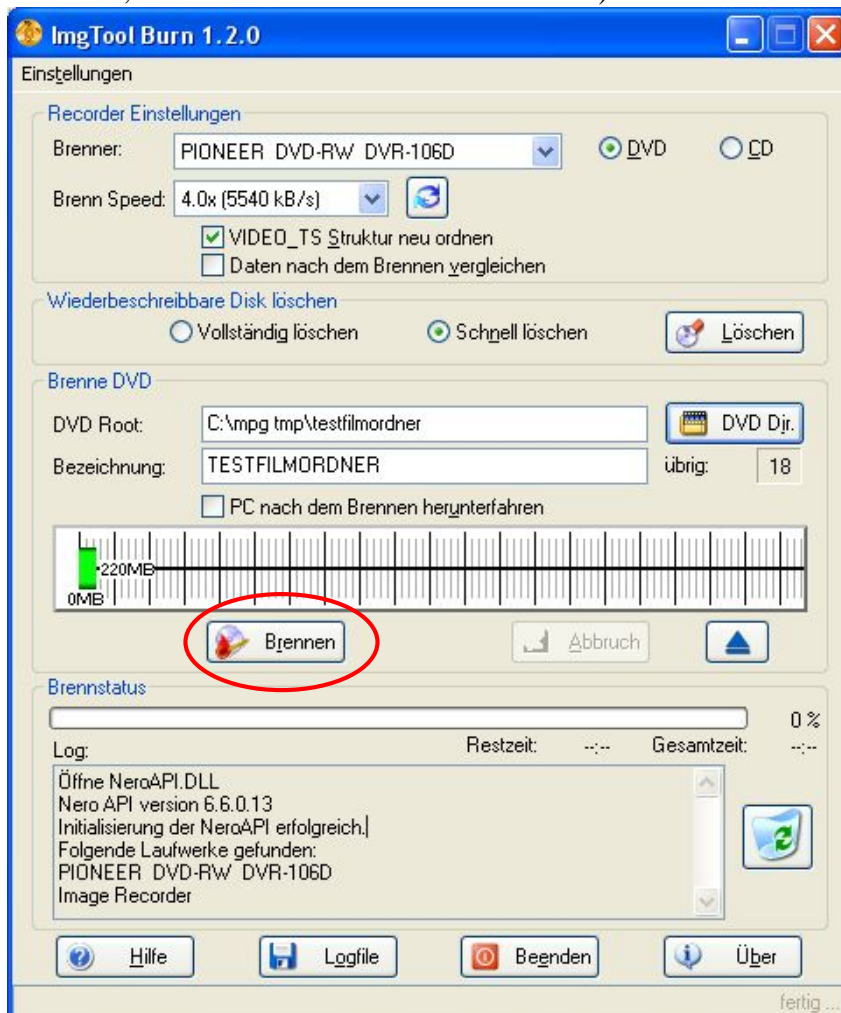 ImgTool Burn 1.2.0
Einstellungen
Recorder Einstellungen
Brenner: PIONEER DVD-RW DVR-106D DVD CD
Brenn Speed: 4.0x (5540 kB/s)
VIDEO_TS Struktur neu ordnen
Daten nach dem Brennen vergleichen
Wiederbeschreibbare Disk löschen
Vollständig löschen Schnell löschen Löschen
Brenne DVD
DVD Root: C:\mpg tmp\testfilmordner DVD Dir.
Bezeichnung: TESTFILMORDNER übrig: 18
PC nach dem Brennen herunterfahren
220MB
0MB
Brennen Abbruch
Brennstatus
0 %
Log: Restzeit: --:-- Gesamtzeit: --:--
Öffne NeroAPI.DLL
Nero API version 6.6.0.13
Initialisierung der NeroAPI erfolgreich.
Folgende Laufwerke gefunden:
PIONEER DVD-RW DVR-106D
Image Recorder
Hilfe Logfile Beenden Über
fertig ...